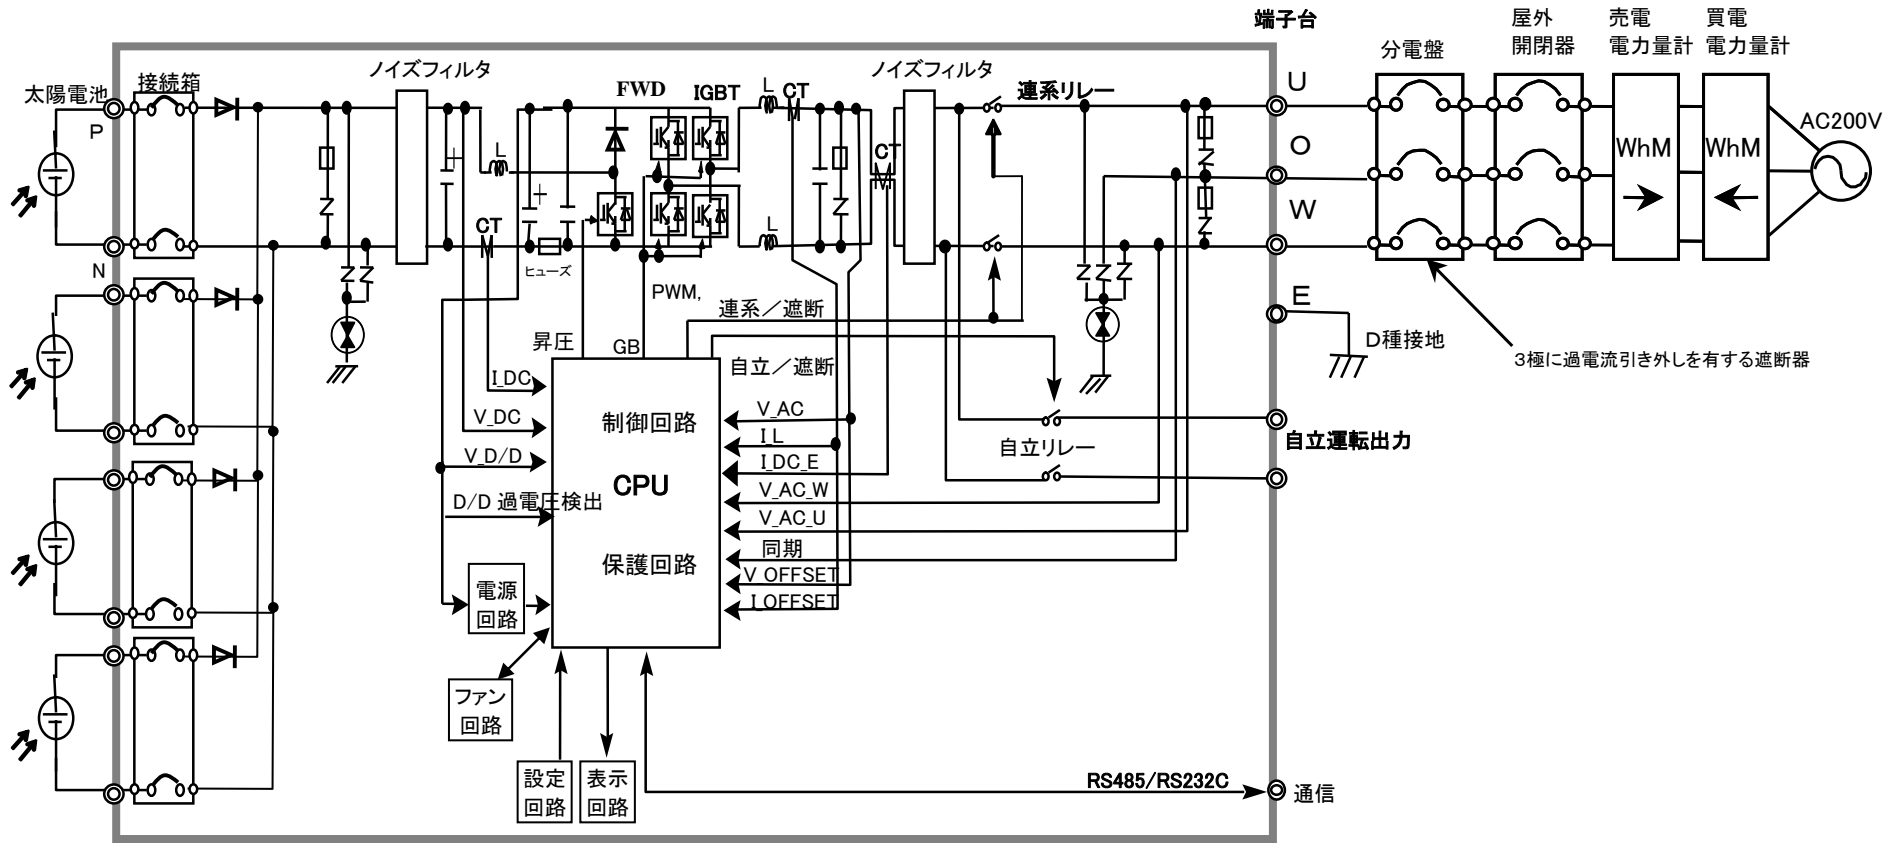 端子台
屋外
開閉器
売電
電力量計
買電
電力量計
分電盤
太陽電池
接続箱
ノイズフィルタ
FWD
IGBT
L
CT
ノイズフィルタ
連系リレー
U
P
L
CT
O
WhM
WhM
AC200V
W
CT
L
N
ヒューズ
PWM,
連系／遮断
E
昇圧
GB
自立／遮断
D種接地
３極に過電流引き外しを有する遮断器
I_DC
制御回路
V_AC
V_DC
I_L
自立リレー
自立運転出力
V_D/D
CPU
I_DC_E
D/D 過電圧検出
V_AC_W
V_AC_U
保護回路
同期
V_OFFSET
電源
回路
I_OFFSET
ファン
回路
設定
回路
表示
回路
RS485/RS232C
通信